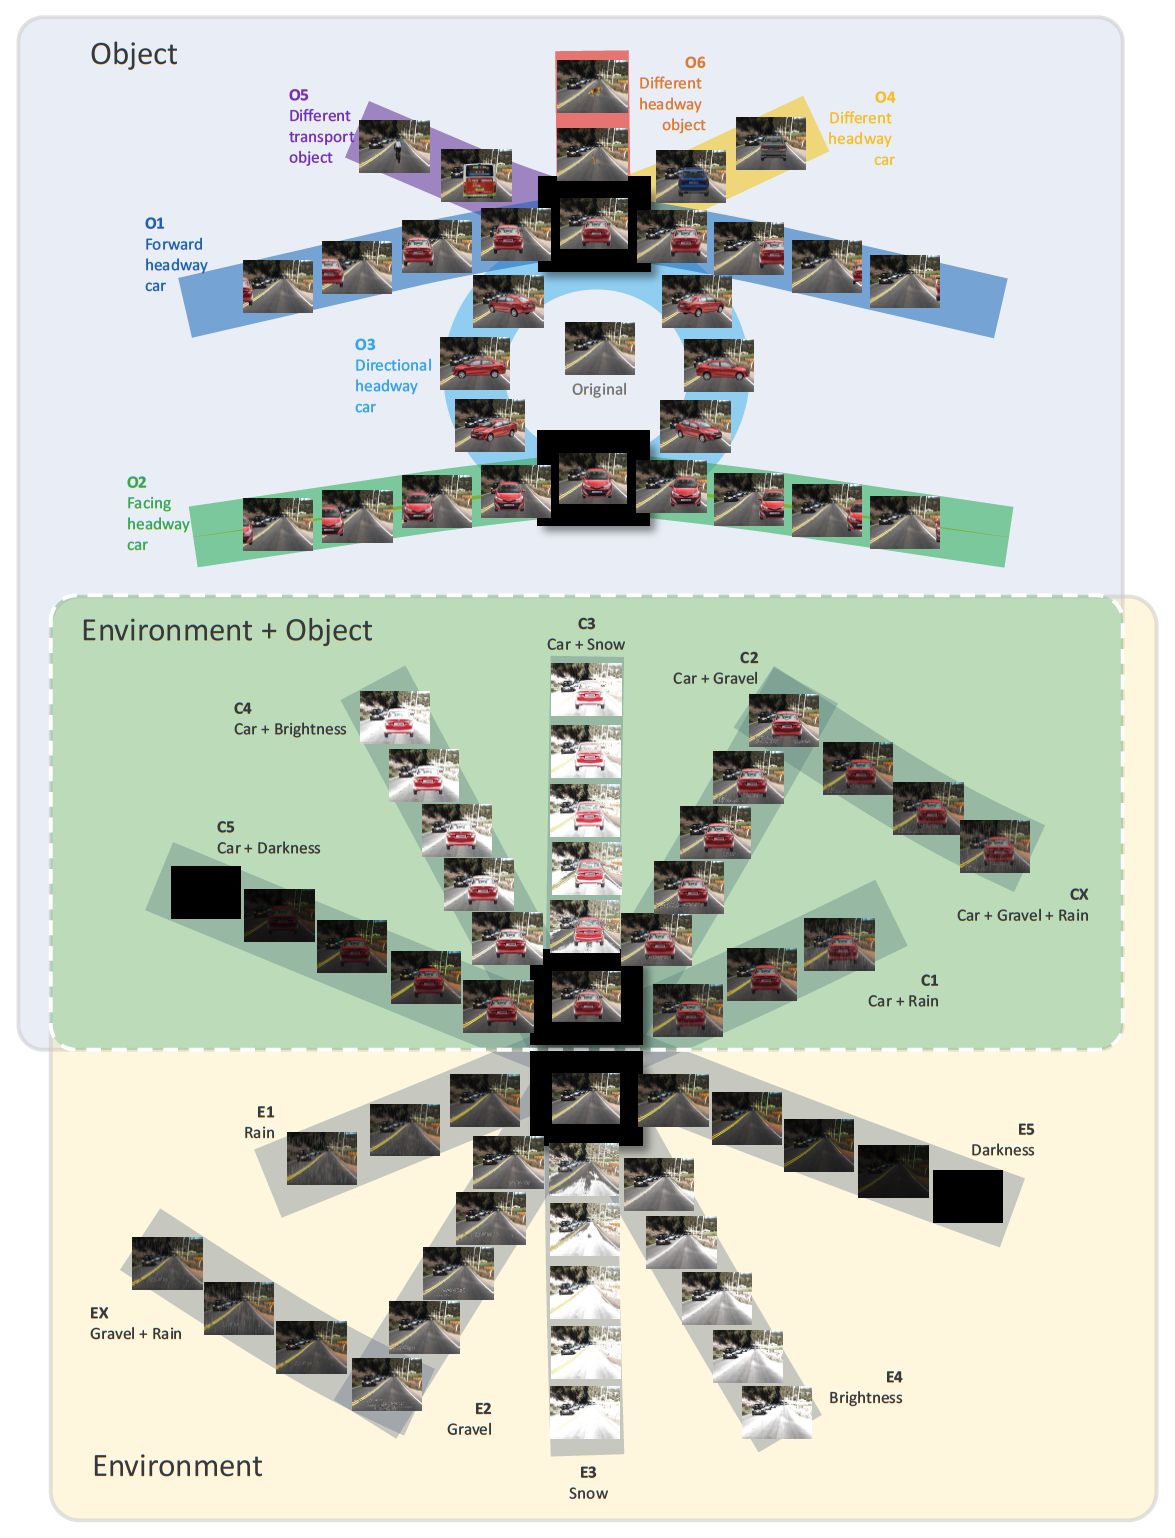 Object
O5
Different
transport
object
O6
Different
headway
object
O4
Different
headway
car
O1
Forward
headway
car
O3
Directional
headway
car
Original
O2
Facing
headway
car
Environment + Object
C3
Car + Snow
C2
Car + Gravel
C4
Car + Brightness
C5
Car + Darkness
CX
Car + Gravel + Rain
C1
Car + Rain
E1
Rain
E5
Darkness
EX
Gravel + Rain
E4
Brightness
E2
Gravel
Environment
E3
Snow